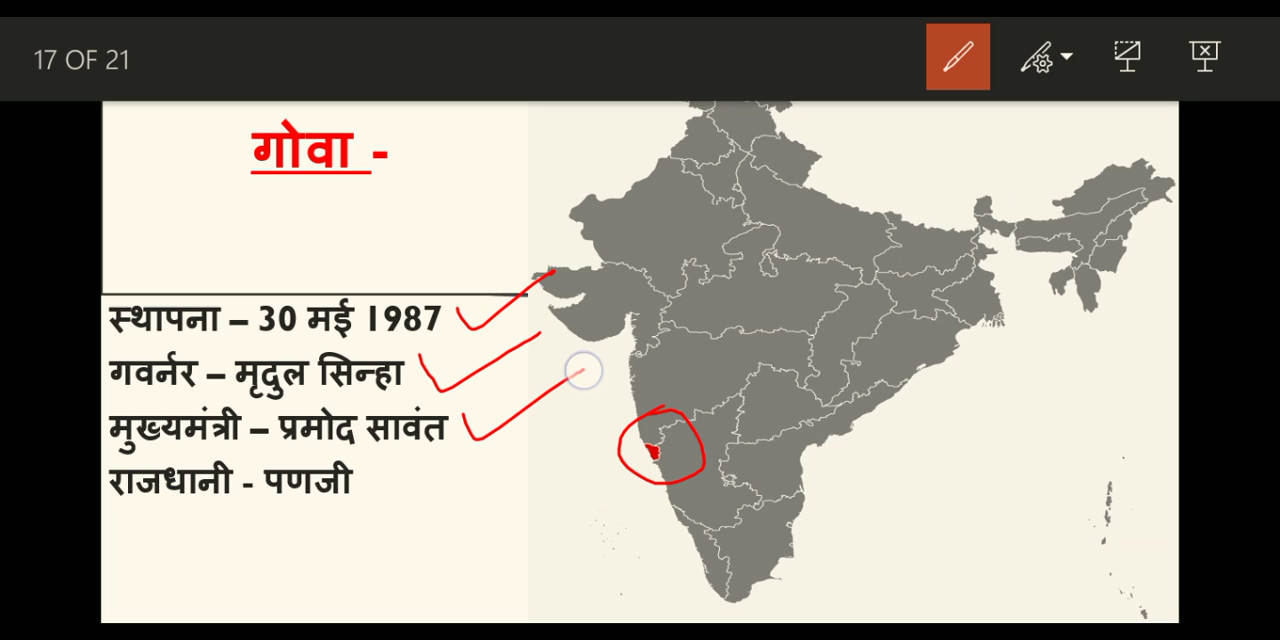 17 OF 21
गोवा -
स्थापना – 30 मई 1987
गवर्नर – मृदुल सिन्हा
मुख्यमंत्री – प्रमोद सावंत
राजधानी - पणजी